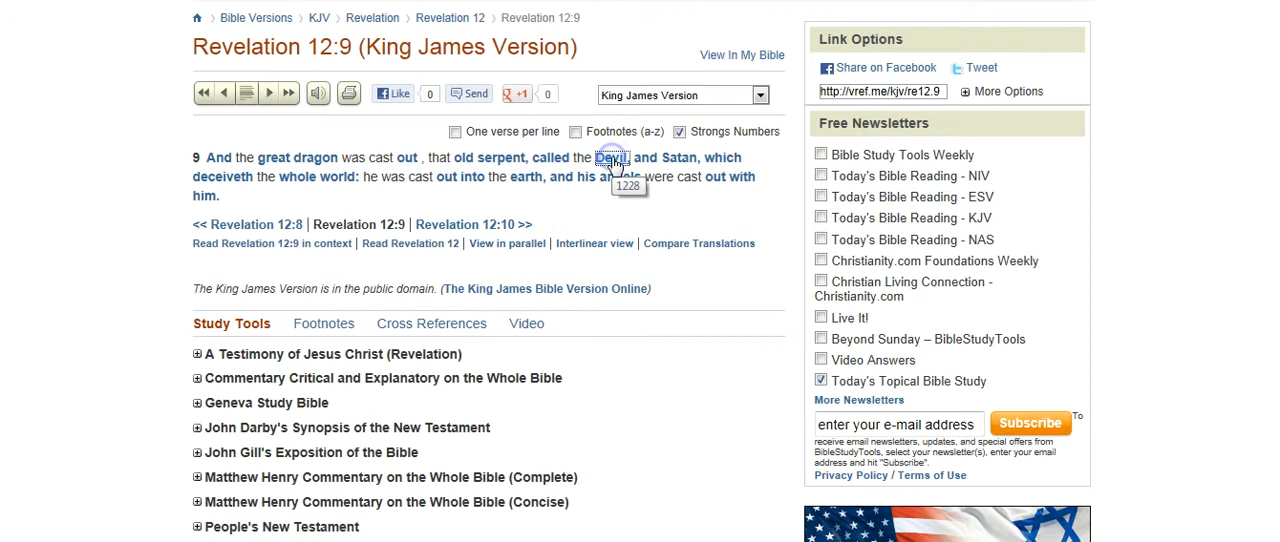 Bible Versions > KJV > Revelation > Revelation 12 > Revelation 12:9
Revelation 12:9 (King James Version)
View In My Bible
Like 0 Send +1 0 King James Version
One verse per line Footnotes (a-z) Strongs Numbers
9 And the great dragon was cast out , that old serpent, called the Devil, and Satan, which
deceiveth the whole world: he was cast out into the earth, and his angels were cast out with
him.
1228
<< Revelation 12:8 | Revelation 12:9 | Revelation 12:10 >>
Read Revelation 12:9 in context | Read Revelation 12 | View in parallel | Interlinear view | Compare Translations
The King James Version is in the public domain. (The King James Bible Version Online)
Study Tools Footnotes Cross References Video
A Testimony of Jesus Christ (Revelation)
Commentary Critical and Explanatory on the Whole Bible
Geneva Study Bible
John Darby's Synopsis of the New Testament
John Gill's Exposition of the Bible
Matthew Henry Commentary on the Whole Bible (Complete)
Matthew Henry Commentary on the Whole Bible (Concise)
People's New Testament
Link Options
Share on Facebook Tweet
http://vref.me/kjv/re12.9 More Options
Free Newsletters
Bible Study Tools Weekly
Today's Bible Reading - NIV
Today's Bible Reading - ESV
Today's Bible Reading - KJV
Today's Bible Reading - NAS
Christianity.com Foundations Weekly
Christian Living Connection -
Christianity.com
Live It!
Beyond Sunday – BibleStudyTools
Video Answers
Today's Topical Bible Study
More Newsletters
enter your e-mail address Subscribe To
receive email newsletters, updates, and special offers from
BibleStudyTools, select your newsletter(s), enter your email
address and hit "Subscribe".
Privacy Policy / Terms of Use